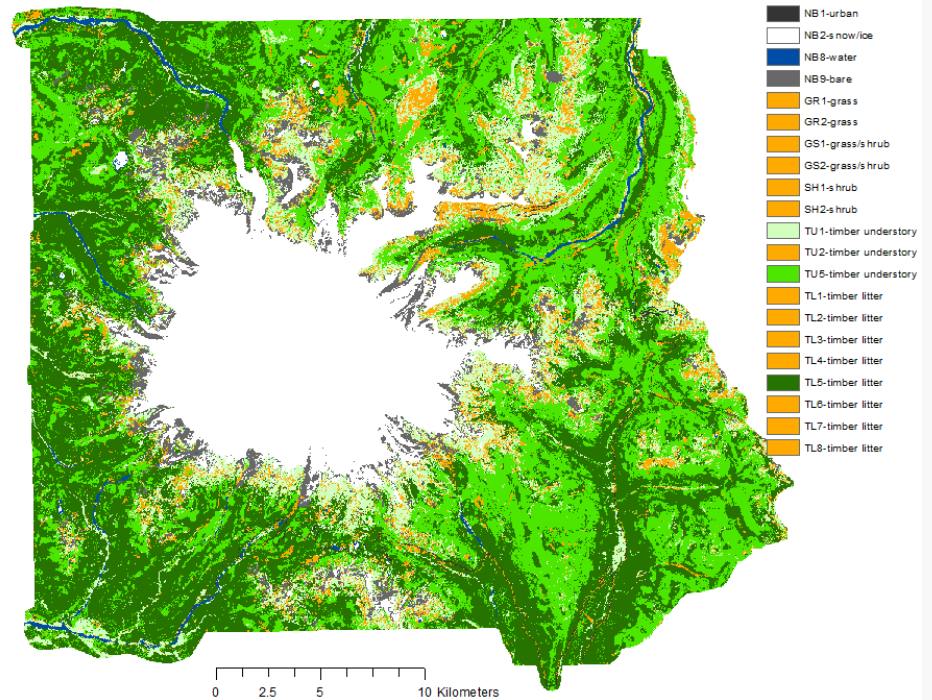 NB1-urban
NB2-snow/ice
NB8-water
NB9-bare
GR1-grass
GR2-grass
GS1-grass/shrub
GS2-grass/shrub
SH1-shrub
SH2-shrub
TU1-timber understory
TU2-timber understory
TU5-timber understory
TL1-timber litter
TL2-timber litter
TL3-timber litter
TL4-timber litter
TL5-timber litter
TL6-timber litter
TL7-timber litter
TL8-timber litter
0 2.5 5 10 Kilometers